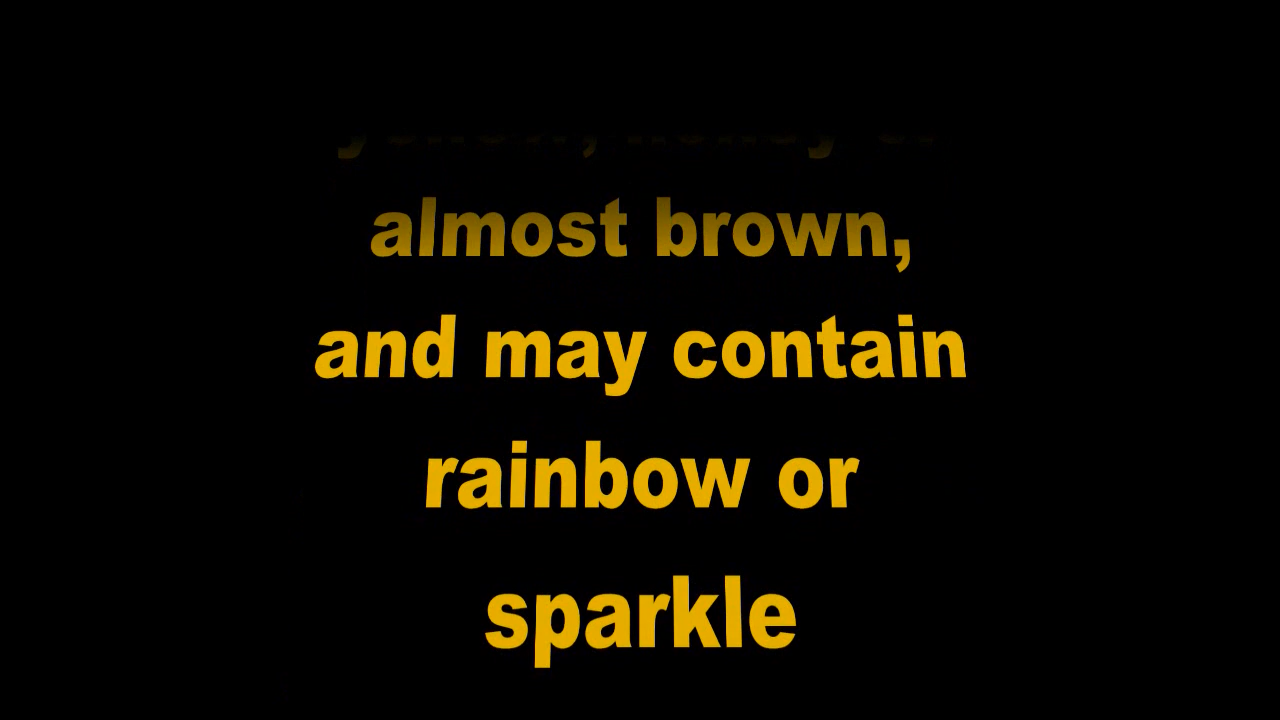 almost brown,
and may contain
rainbow or
sparkle